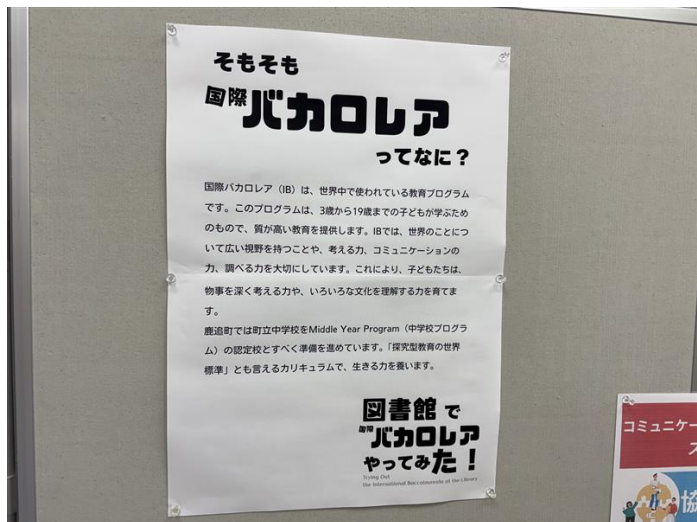 そもそも
国際バカロレア
ってなに？
国際バカロレア（IB）は、世界中で使われている教育プログラム
です。このプログラムは、3歳から19歳までの子どもが学ぶため
のもので、質が高い教育を提供します。IBでは、世界のことにつ
いて広い視野を持つことや、考える力、コミュニケーションの
力、調べる力を大切にしています。これにより、子どもたちは、
物事を深く考える力や、いろいろな文化を理解する力を育てま
す。
鹿追町では町立中学校をMiddle Year Program（中学校プログラ
ム）の認定校とすべく準備を進めています。「探究型教育の世界
標準」とも言えるカリキュラムで、生きる力を養います。
図書館で
国際バカロレア
やってみた！
Trying Out
the International Baccalaureate at the Library
コミュニケー
ス
協